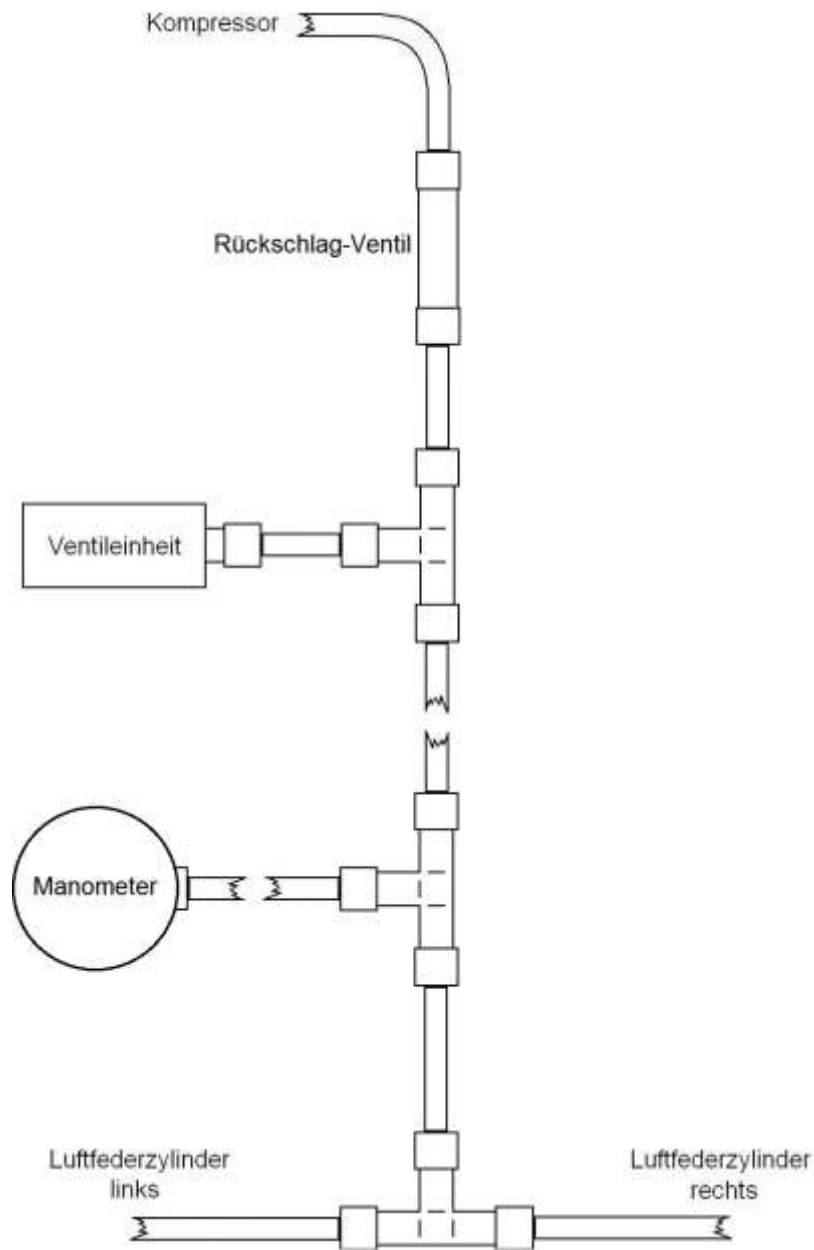 Kompressor
Rückschlag-Ventil
Ventileinheit
Manometer
Luftfederzylinder
links
Luftfederzylinder
rechts